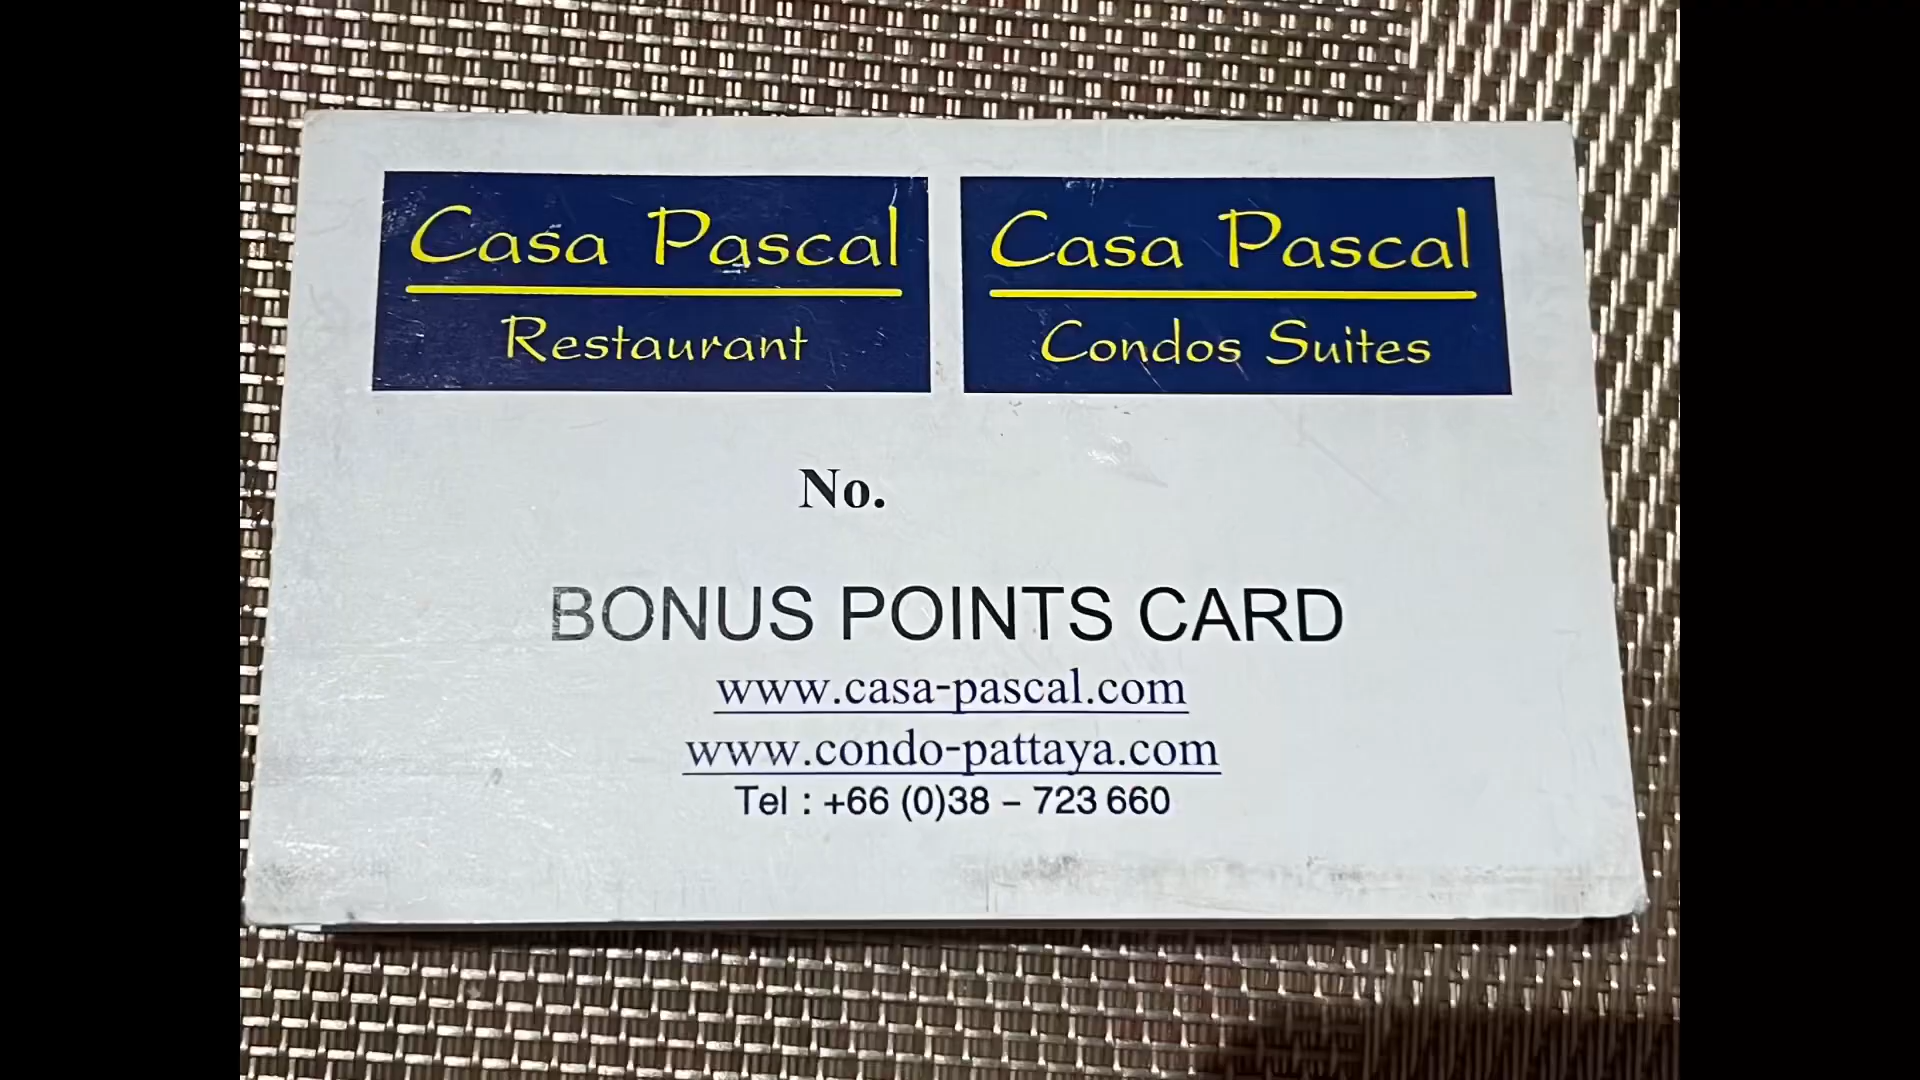 Casa Pascal
Restaurant
Casa Pascal
Condos Suites
No.
BONUS POINTS CARD
www.casa-pascal.com
www.condo-pattaya.com
Tel : +66 (0)38 – 723 660